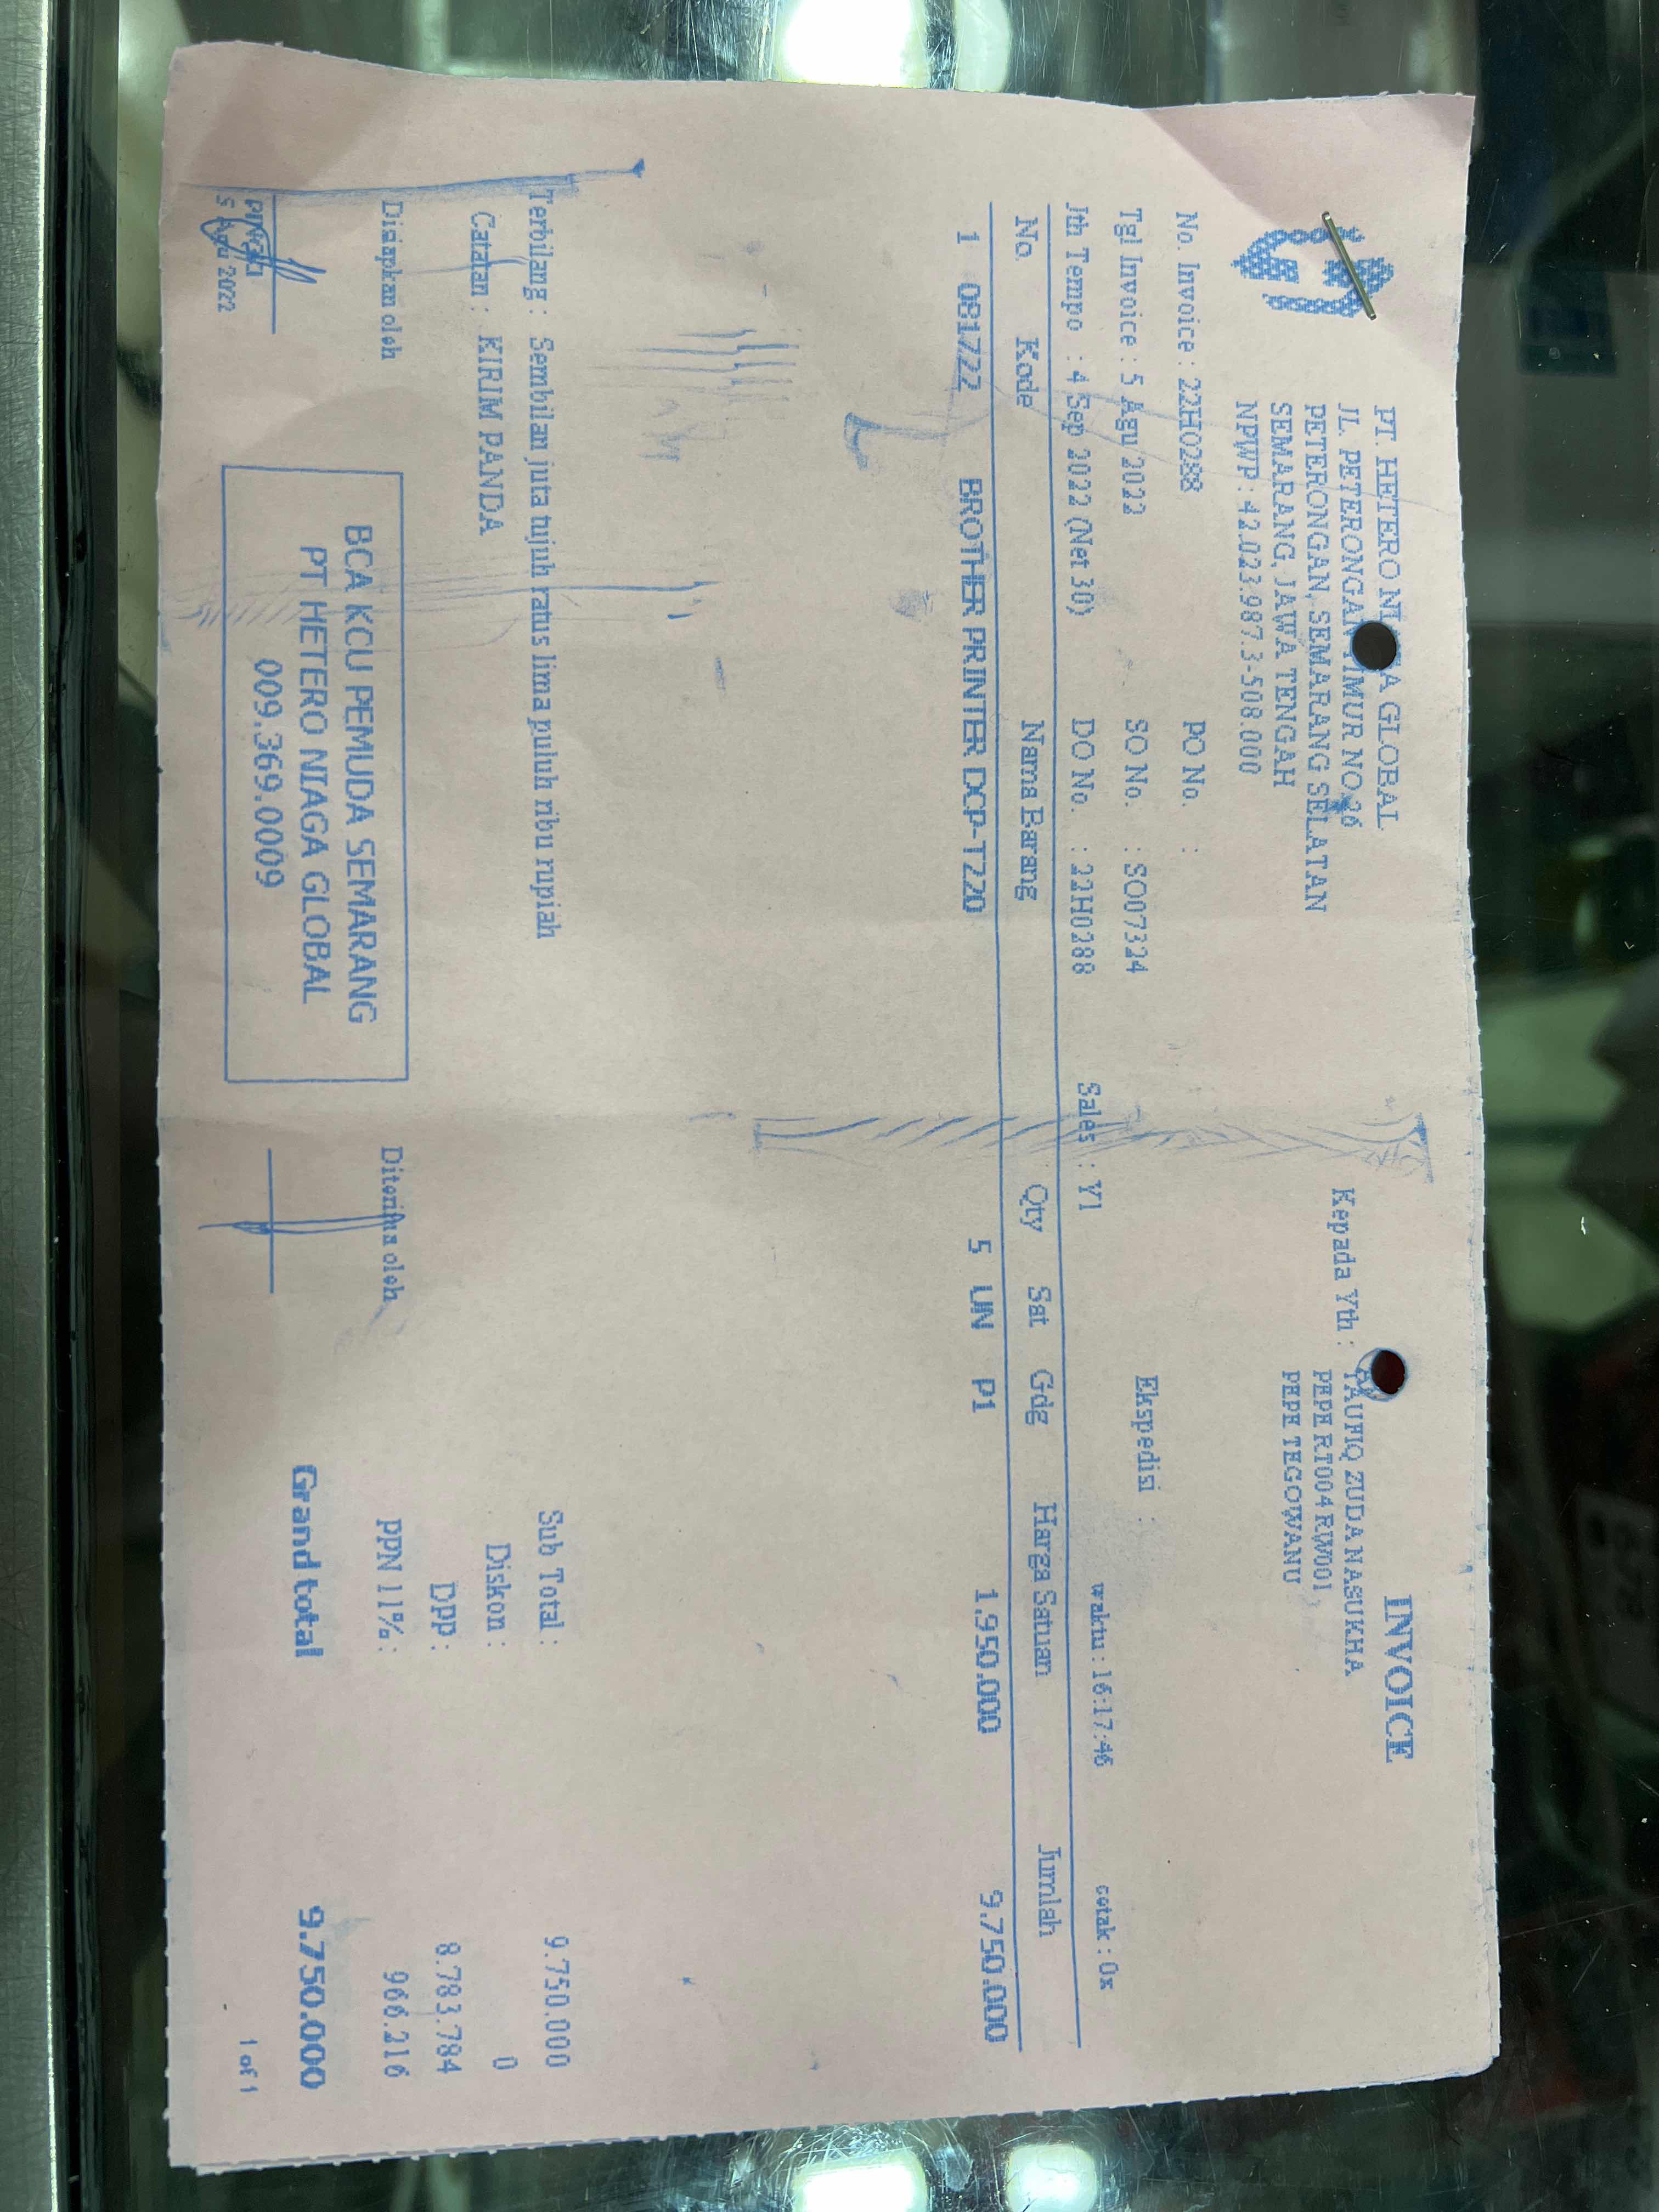 INVOICE
PT. HETERO NIAGA GLOBAL
JL. PETERONGAN TIMUR NO.26
PETERONGAN, SEMARANG SELATAN
SEMARANG, JAWA TENGAH
NPWP : 42.023.987.3-508.000
Kepada Yth : TAUFIQ ZUDA NASUKHA
PEPE RT004 RW001
PEPE TEGOWANU
No. Invoice : 22H0288 PO No. :
Tgl Invoice : 5 Agu 2022 SO No. : SO07324 Ekspedisi :
Jth Tempo : 4 Sep 2022 (Net 30) DO No. : 22H0288 Sales : Y1 waktu : 16:17:46 cetak : 0x
No. Kode Nama Barang Qty Sat Gdg Harga Satuan Jumlah
1 081722 BROTHER PRINTER DCP-T220 5 UN P1 1.950.000 9.750.000
Terbilang : Sembilan juta tujuh ratus lima puluh ribu rupiah
Catatan : KIRIM PANDA
Sub Total : 9.750.000
Diskon : 0
DPP : 8.783.784
PPN 11% : 966.216
Grand total 9.750.000
Disiapkan oleh
Diterima oleh
BCA KCU PEMUDA SEMARANG
PT HETERO NIAGA GLOBAL
009.369.0009
5 Agu 2022
1 of 1